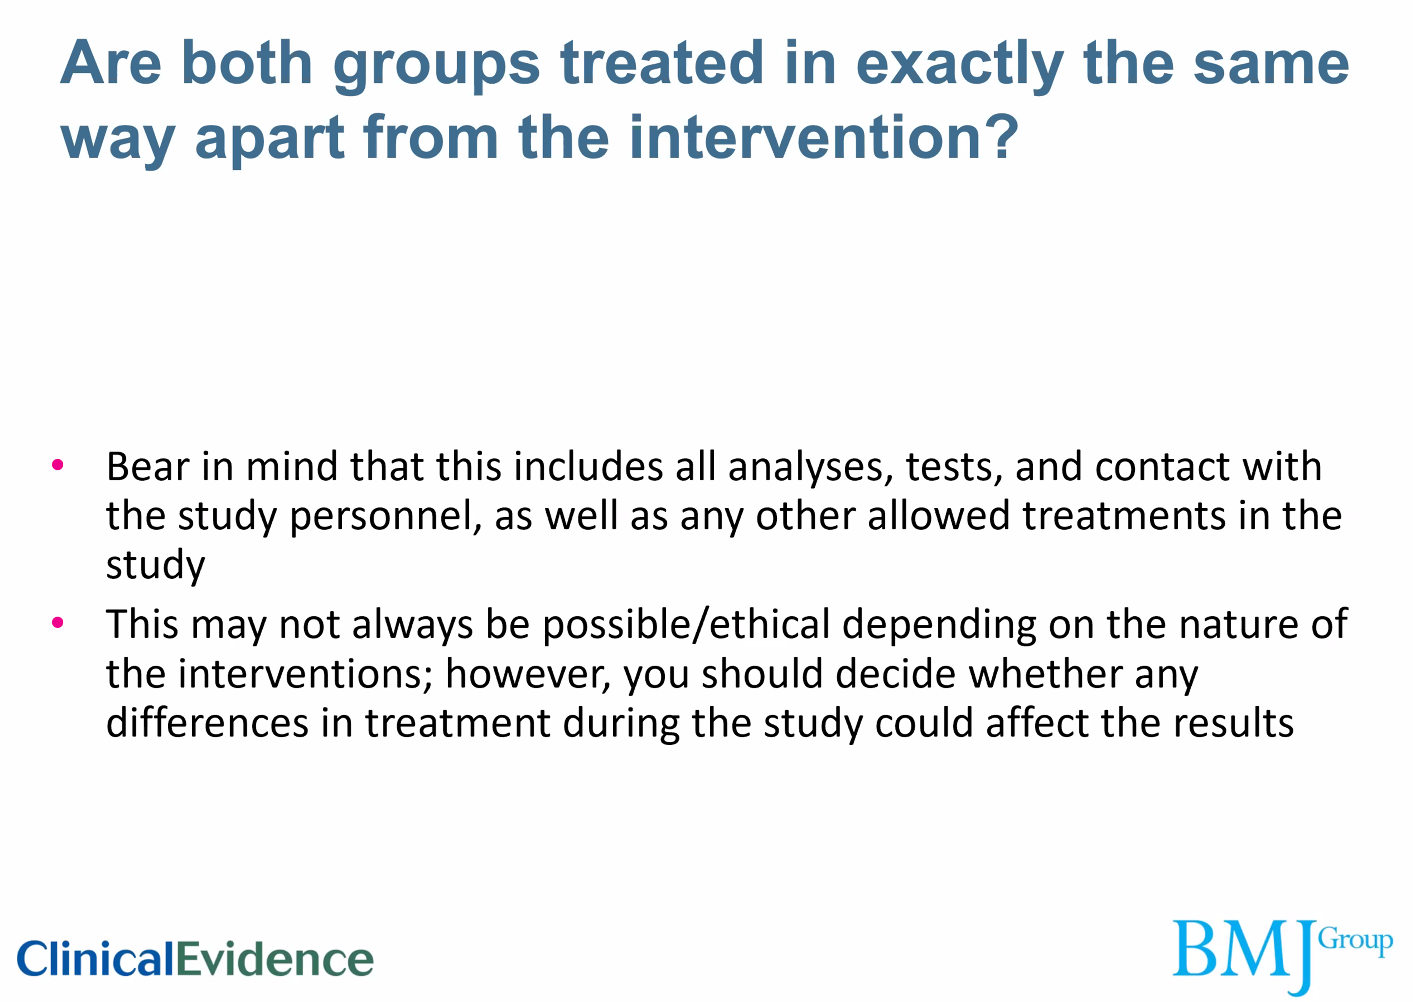 Are both groups treated in exactly the same
way apart from the intervention?
• Bear in mind that this includes all analyses, tests, and contact with
the study personnel, as well as any other allowed treatments in the
study
• This may not always be possible/ethical depending on the nature of
the interventions; however, you should decide whether any
differences in treatment during the study could affect the results
ClinicalEvidence
BMJ Group